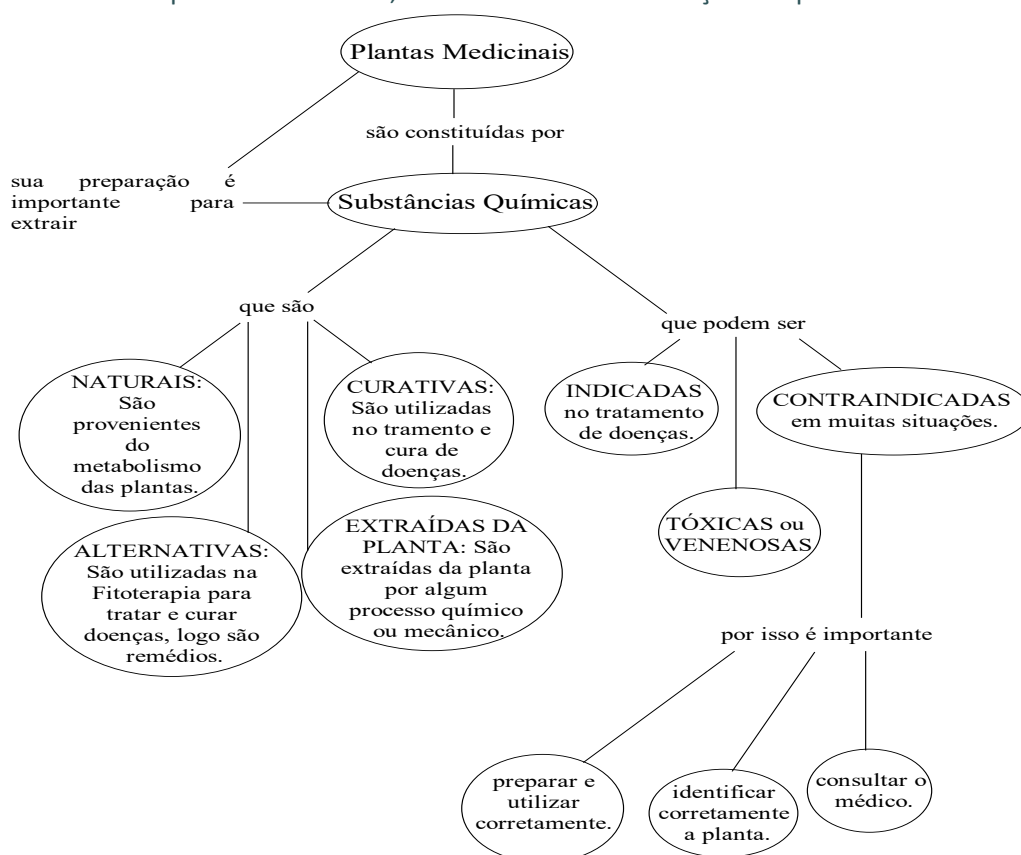 Plantas Medicinais
são constituídas por
sua preparação é
importante para
extrair
Substâncias Químicas
que são
que podem ser
NATURAIS:
São
provenientes
do
metabolismo
das plantas.
CURATIVAS:
São utilizadas
no tramento e
cura de
doenças.
INDICADAS
no tratamento
de doenças.
CONTRAINDICADAS
em muitas situações.
TÓXICAS ou
VENENOSAS
ALTERNATIVAS:
São utilizadas na
Fitoterapia para
tratar e curar
doenças, logo são
remédios.
EXTRAÍDAS DA
PLANTA: São
extraídas da planta
por algum
processo químico
ou mecânico.
por isso é importante
preparar e
utilizar
corretamente.
identificar
corretamente
a planta.
consultar o
médico.